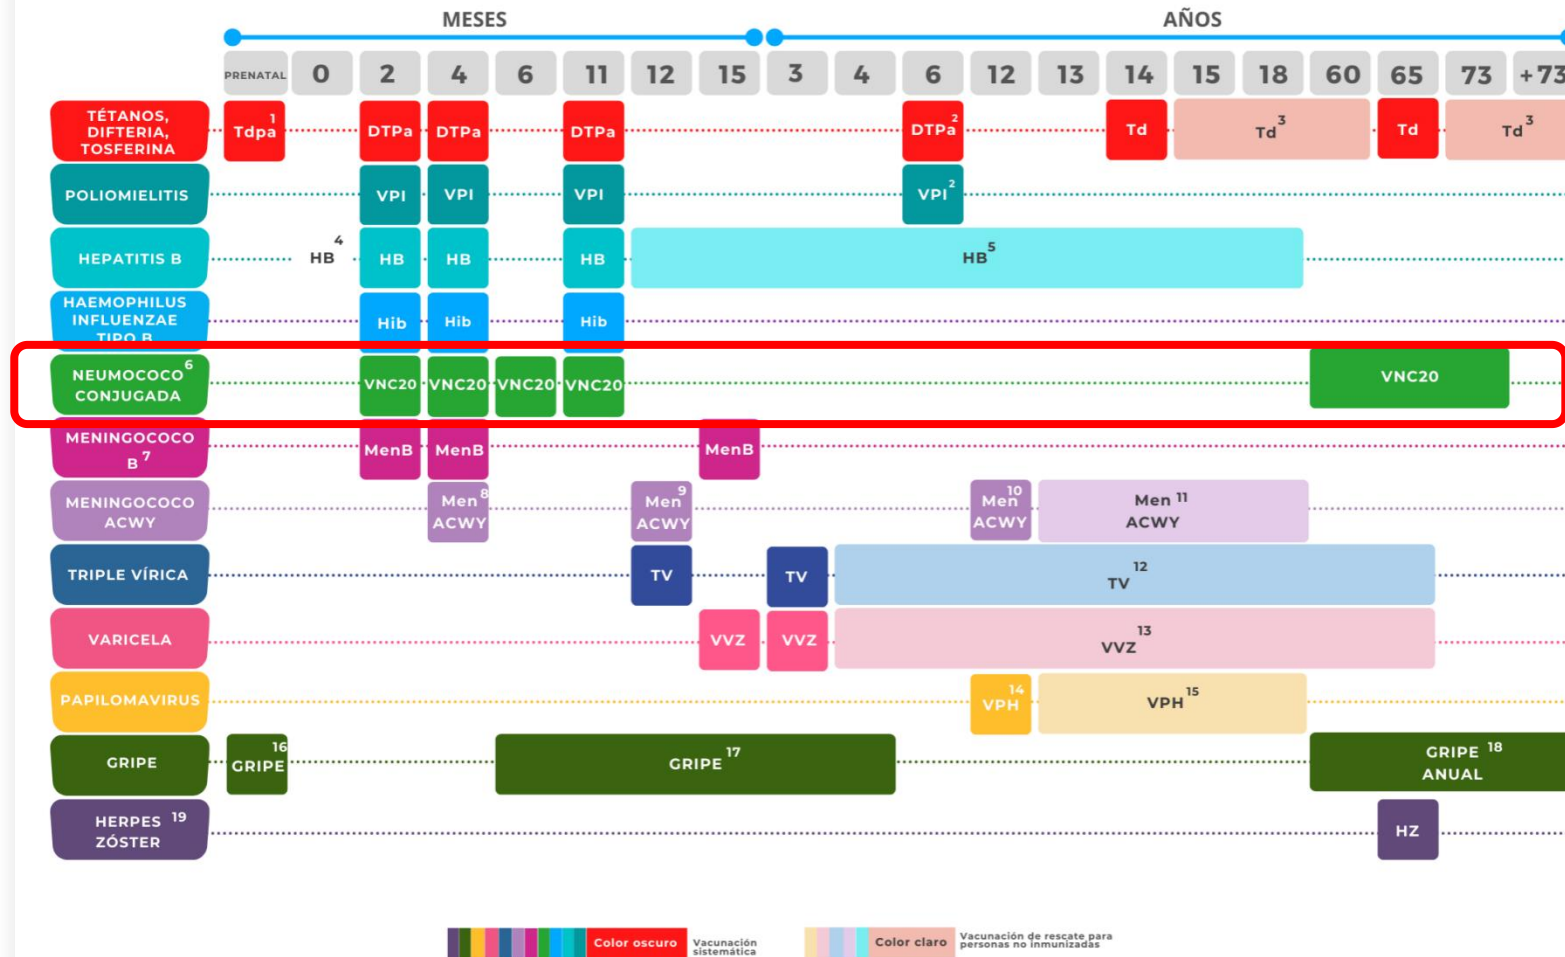 MESES AÑOS
PRENATAL 0 2 4 6 11 12 15 3 4 6 12 13 14 15 18 60 65 73 +73
TÉTANOS,
DIFTERIA,
TOSFERINA
Tdpa 1 DTPa DTPa DTPa DTPa 2 Td Td 3 Td Td 3
POLIOMIELITIS VPI VPI VPI VPI 2
HEPATITIS B HB 4 HB HB HB HB 5
HAEMOPHILUS
INFLUENZAE
TIPO B
Hib Hib Hib
NEUMOCOCO 6
CONJUGADA
VNC20 VNC20 VNC20 VNC20 VNC20
MENINGOCOCO
B 7
MenB MenB MenB
MENINGOCOCO
ACWY
Men 8
ACWY
Men 9
ACWY
Men 10
ACWY
Men 11
ACWY
TRIPLE VÍRICA TV TV TV 12
VARICELA VVZ VVZ VVZ 13
PAPILOMAVIRUS VPH 14 VPH 15
GRIPE GRIPE 16 GRIPE 17 GRIPE 18
ANUAL
HERPES 19
ZÓSTER
HZ
Color oscuro Vacunación
sistemática
Color claro Vacunación de rescate para
personas no inmunizadas